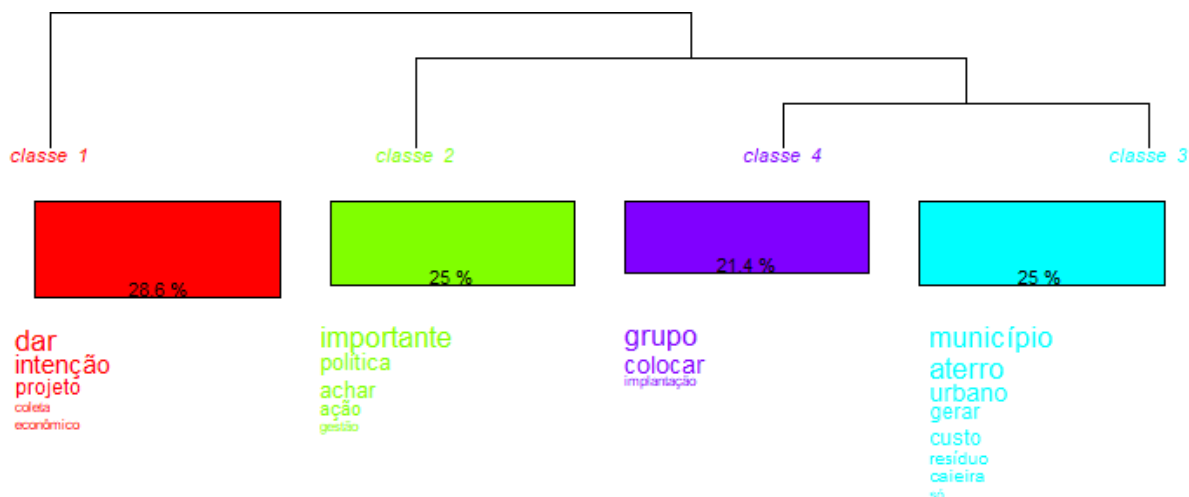 classe 1
classe 2
classe 4
classe 3
28.6 %
25 %
21.4 %
25 %
dar
intenção
projeto
coleta
econômico
importante
política
achar
ação
gestão
grupo
colocar
implantação
município
aterro
urbano
gerar
custo
resíduo
caieira
só